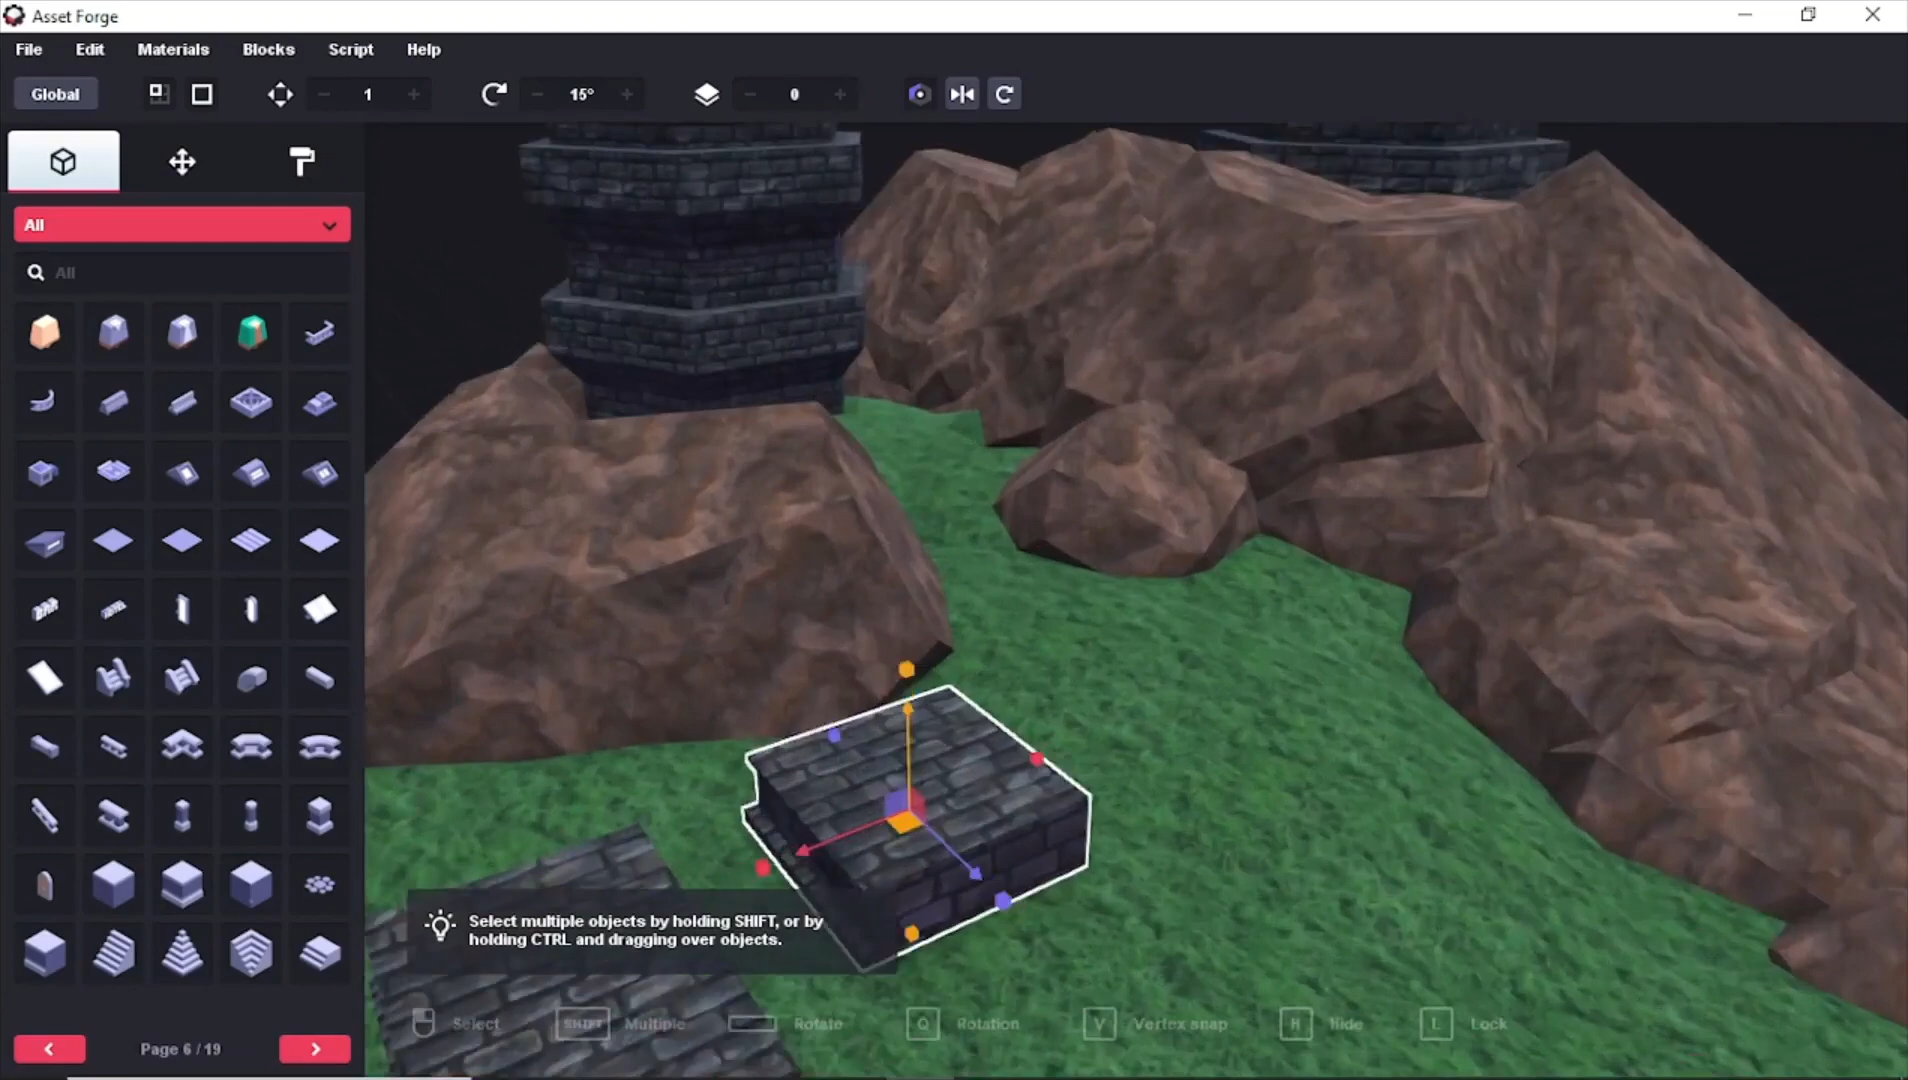 Asset Forge
File Edit Materials Blocks Script Help
Global 1 15° 0
All
All
Select multiple objects by holding SHIFT, or by
holding CTRL and dragging over objects.
Select SHIFT Multiple Rotate Q Rotation V Vertex snap H Hide L Lock
Page 6 / 19